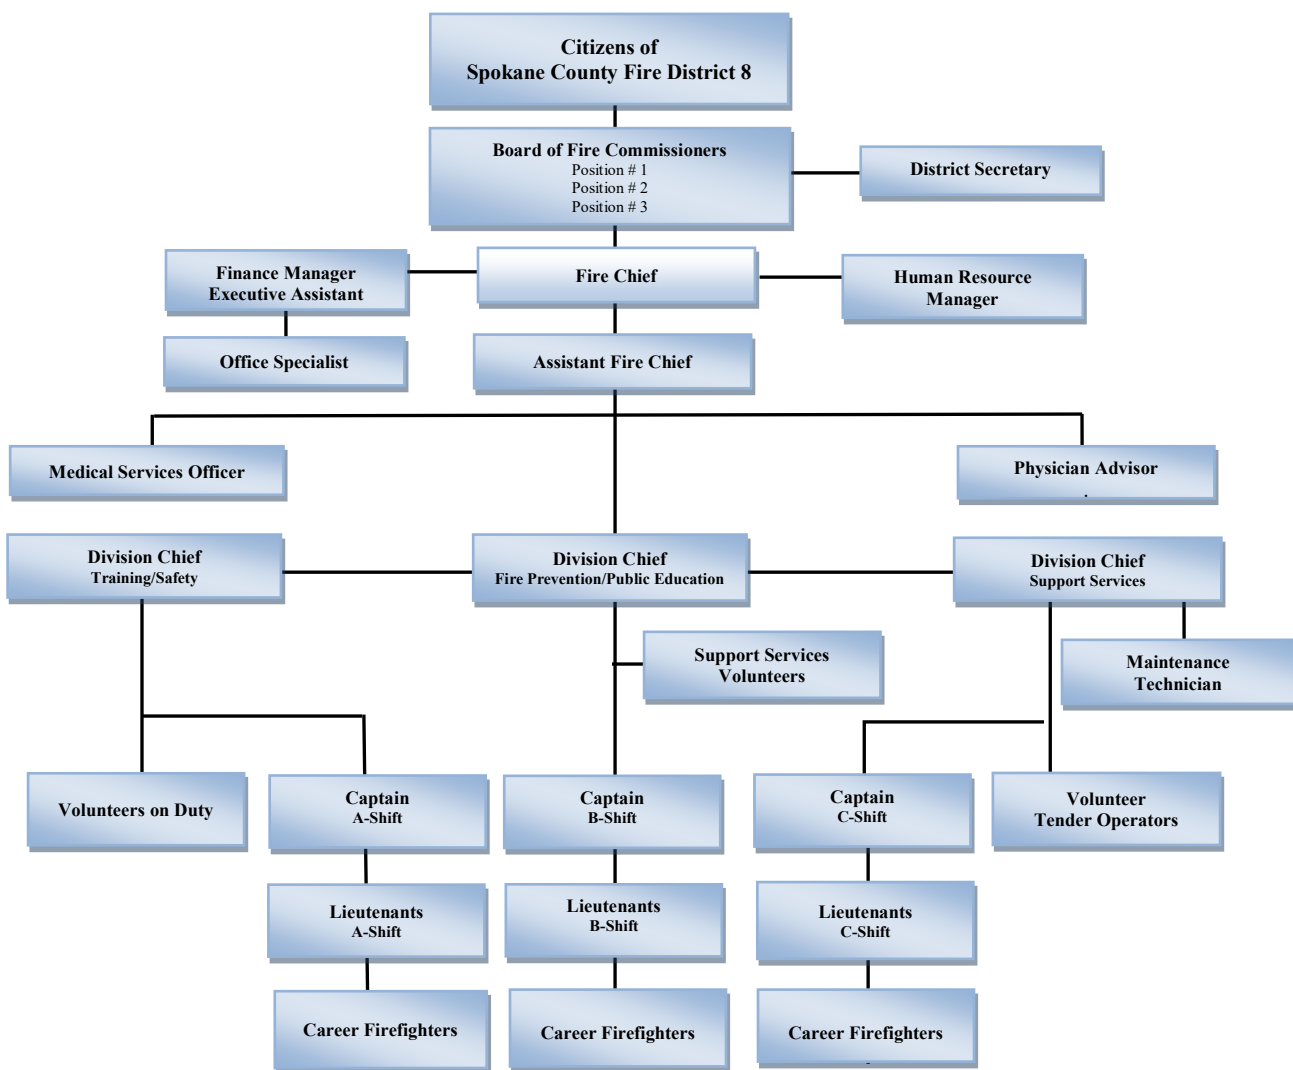 Citizens of
Spokane County Fire District 8
Board of Fire Commissioners
Position # 1
Position # 2
Position # 3
District Secretary
Finance Manager
Executive Assistant
Fire Chief
Human Resource
Manager
Office Specialist
Assistant Fire Chief
Medical Services Officer
Physician Advisor
.
Division Chief
Training/Safety
Division Chief
Fire Prevention/Public Education
Division Chief
Support Services
Support Services
Volunteers
Maintenance
Technician
Volunteers on Duty
Captain
A-Shift
Captain
B-Shift
Captain
C-Shift
Volunteer
Tender Operators
Lieutenants
A-Shift
Lieutenants
B-Shift
Lieutenants
C-Shift
Career Firefighters
Career Firefighters
Career Firefighters